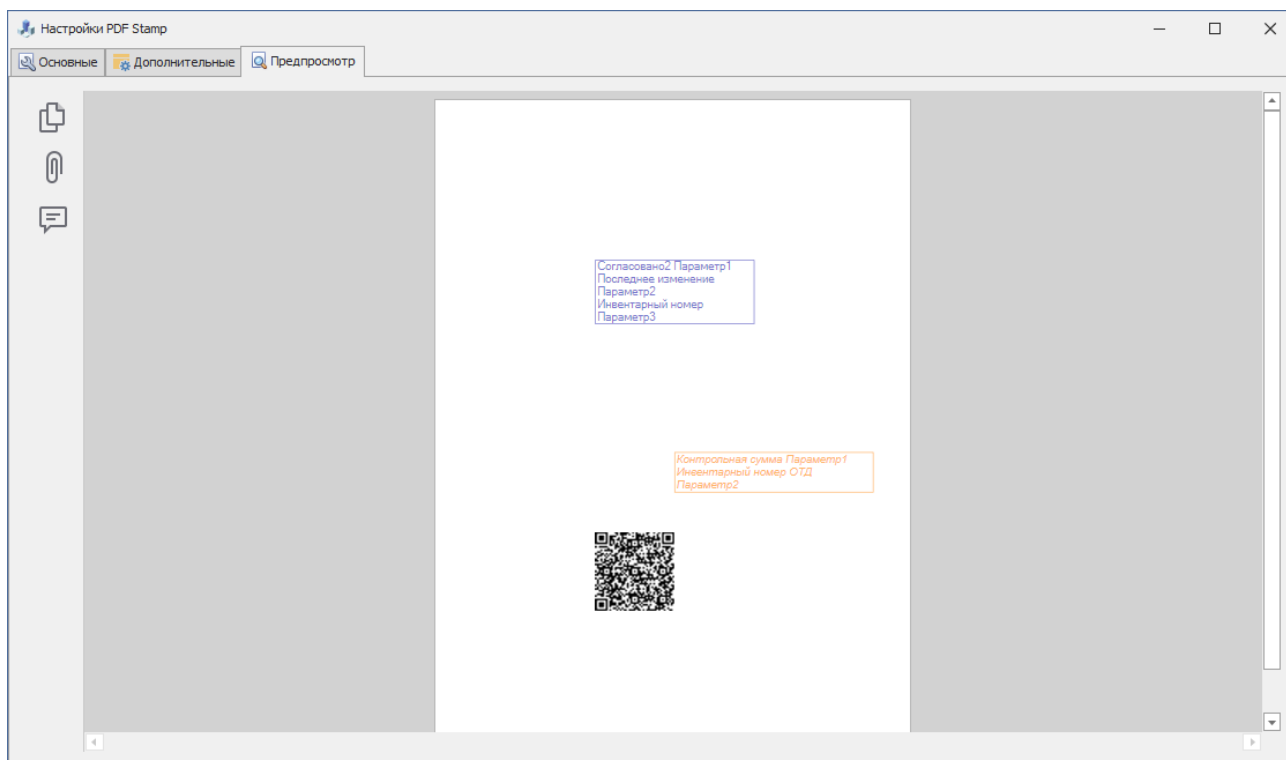 Настройки PDF Stamp
Основные
Дополнительные
Предпросмотр
Согласовано2 Параметр1
Последнее изменение
Параметр2
Инвентарный номер
Параметр3
Контрольная сумма Параметр1
Инвентарный номер ОТД
Параметр2